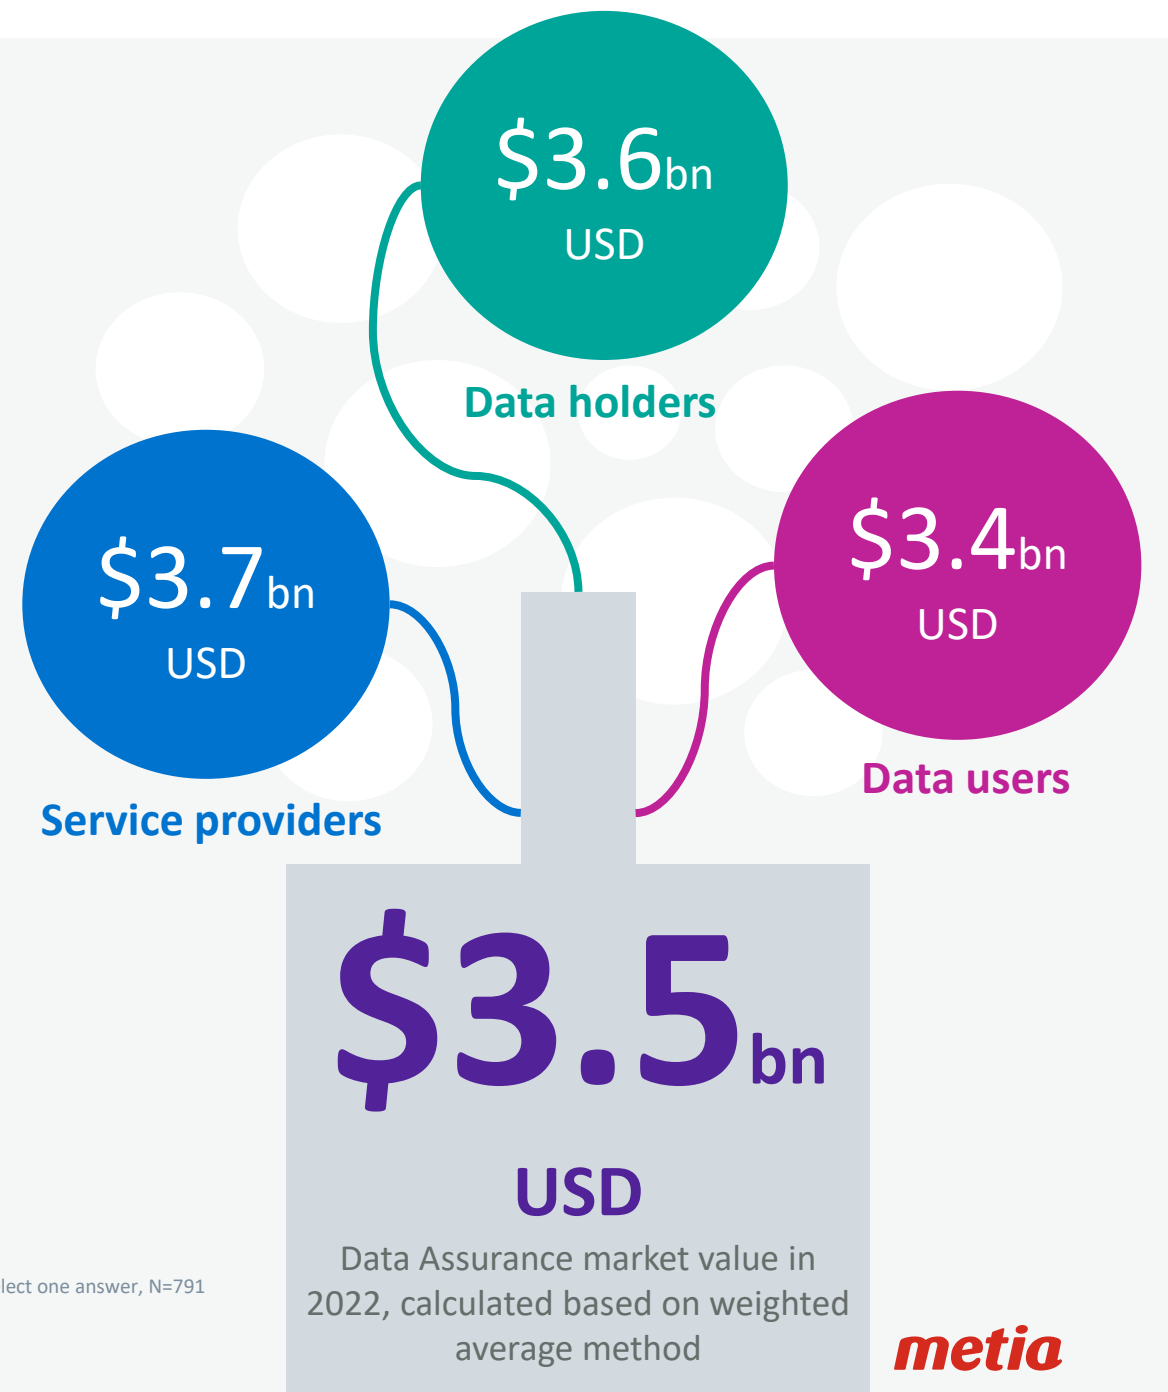 $3.6bn
USD
Data holders
$3.7bn
USD
Service providers
$3.4bn
USD
Data users
$3.5bn
USD
Data Assurance market value in
2022, calculated based on weighted
average method
lect one answer, N=791
metia